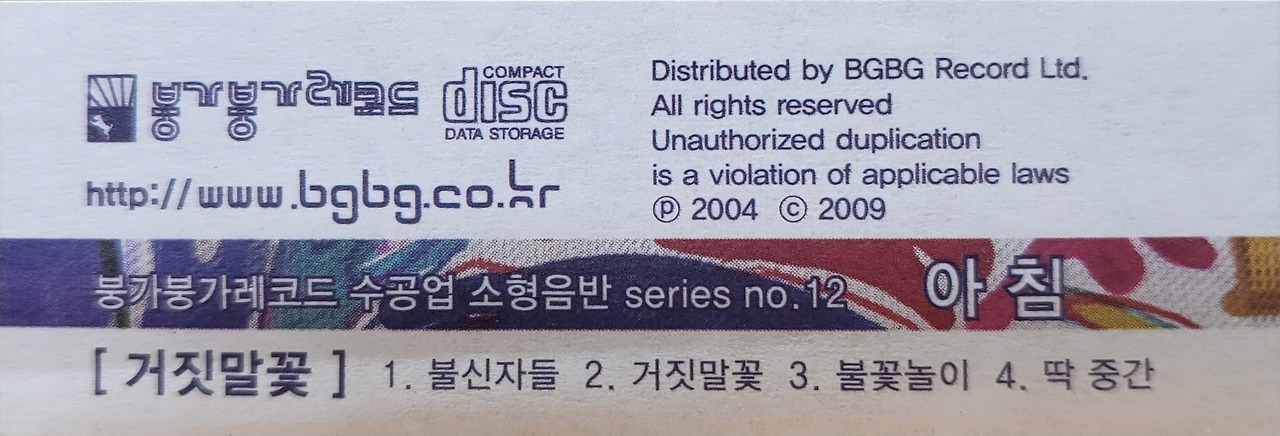 붕가붕가레코드 COMPACT disc DATA STORAGE
http://www.bgbg.co.kr
Distributed by BGBG Record Ltd.
All rights reserved
Unauthorized duplication
is a violation of applicable laws
℗ 2004 © 2009
붕가붕가레코드 수공업 소형음반 series no.12 아침
[ 거짓말꽃 ] 1. 불신자들 2. 거짓말꽃 3. 불꽃놀이 4. 딱 중간